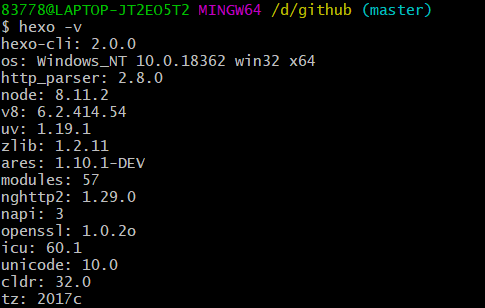 83778@LAPTOP-JT2EO5T2 MINGW64 /d/github (master)
$ hexo -v
hexo-cli: 2.0.0
os: Windows_NT 10.0.18362 win32 x64
http_parser: 2.8.0
node: 8.11.2
v8: 6.2.414.54
uv: 1.19.1
zlib: 1.2.11
ares: 1.10.1-DEV
modules: 57
nghttp2: 1.29.0
napi: 3
openssl: 1.0.2o
icu: 60.1
unicode: 10.0
cldr: 32.0
tz: 2017c